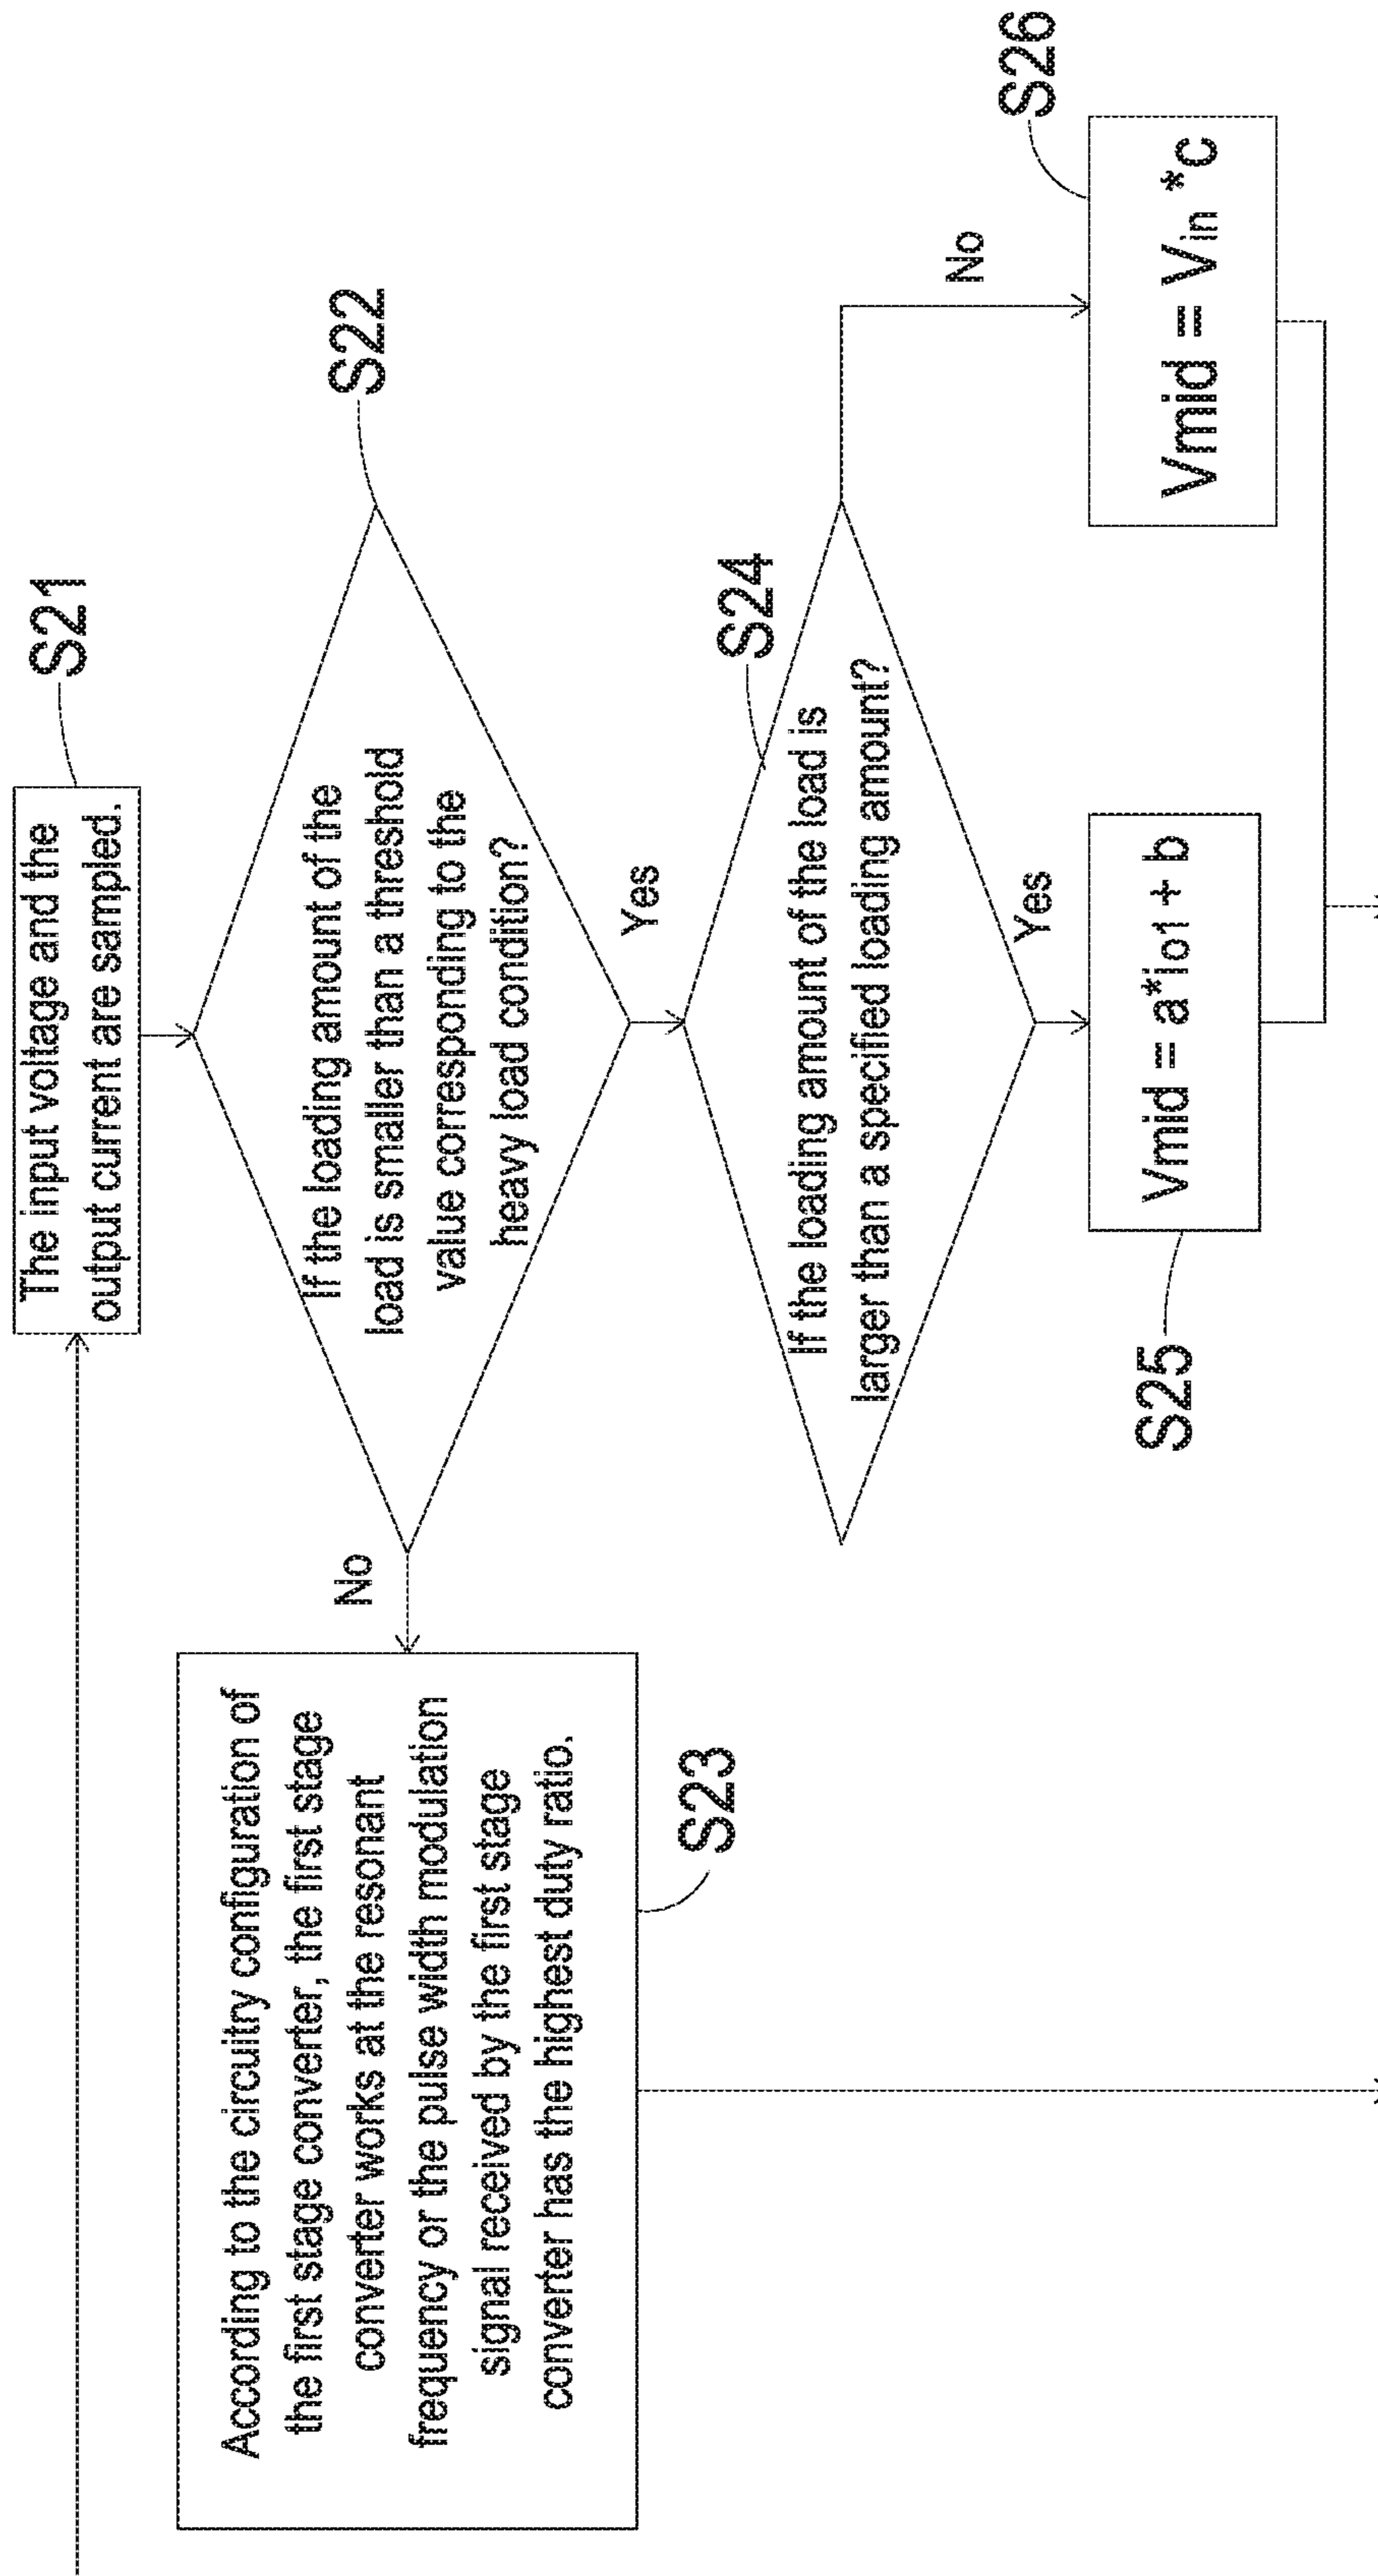 The input voltage and the
output current are sampled.
S21
If the loading amount of the
load is smaller than a threshold
value corresponding to the
heavy load condition?
S22
No
According to the circuitry configuration of
the first stage converter, the first stage
converter works at the resonant
frequency or the pulse width modulation
signal received by the first stage
converter has the highest duty ratio.
S23
Yes
If the loading amount of the load is
larger than a specified loading amount?
S24
Yes
No
Vmid = a*io1 + b
S25
Vmid = Vin *c
S26